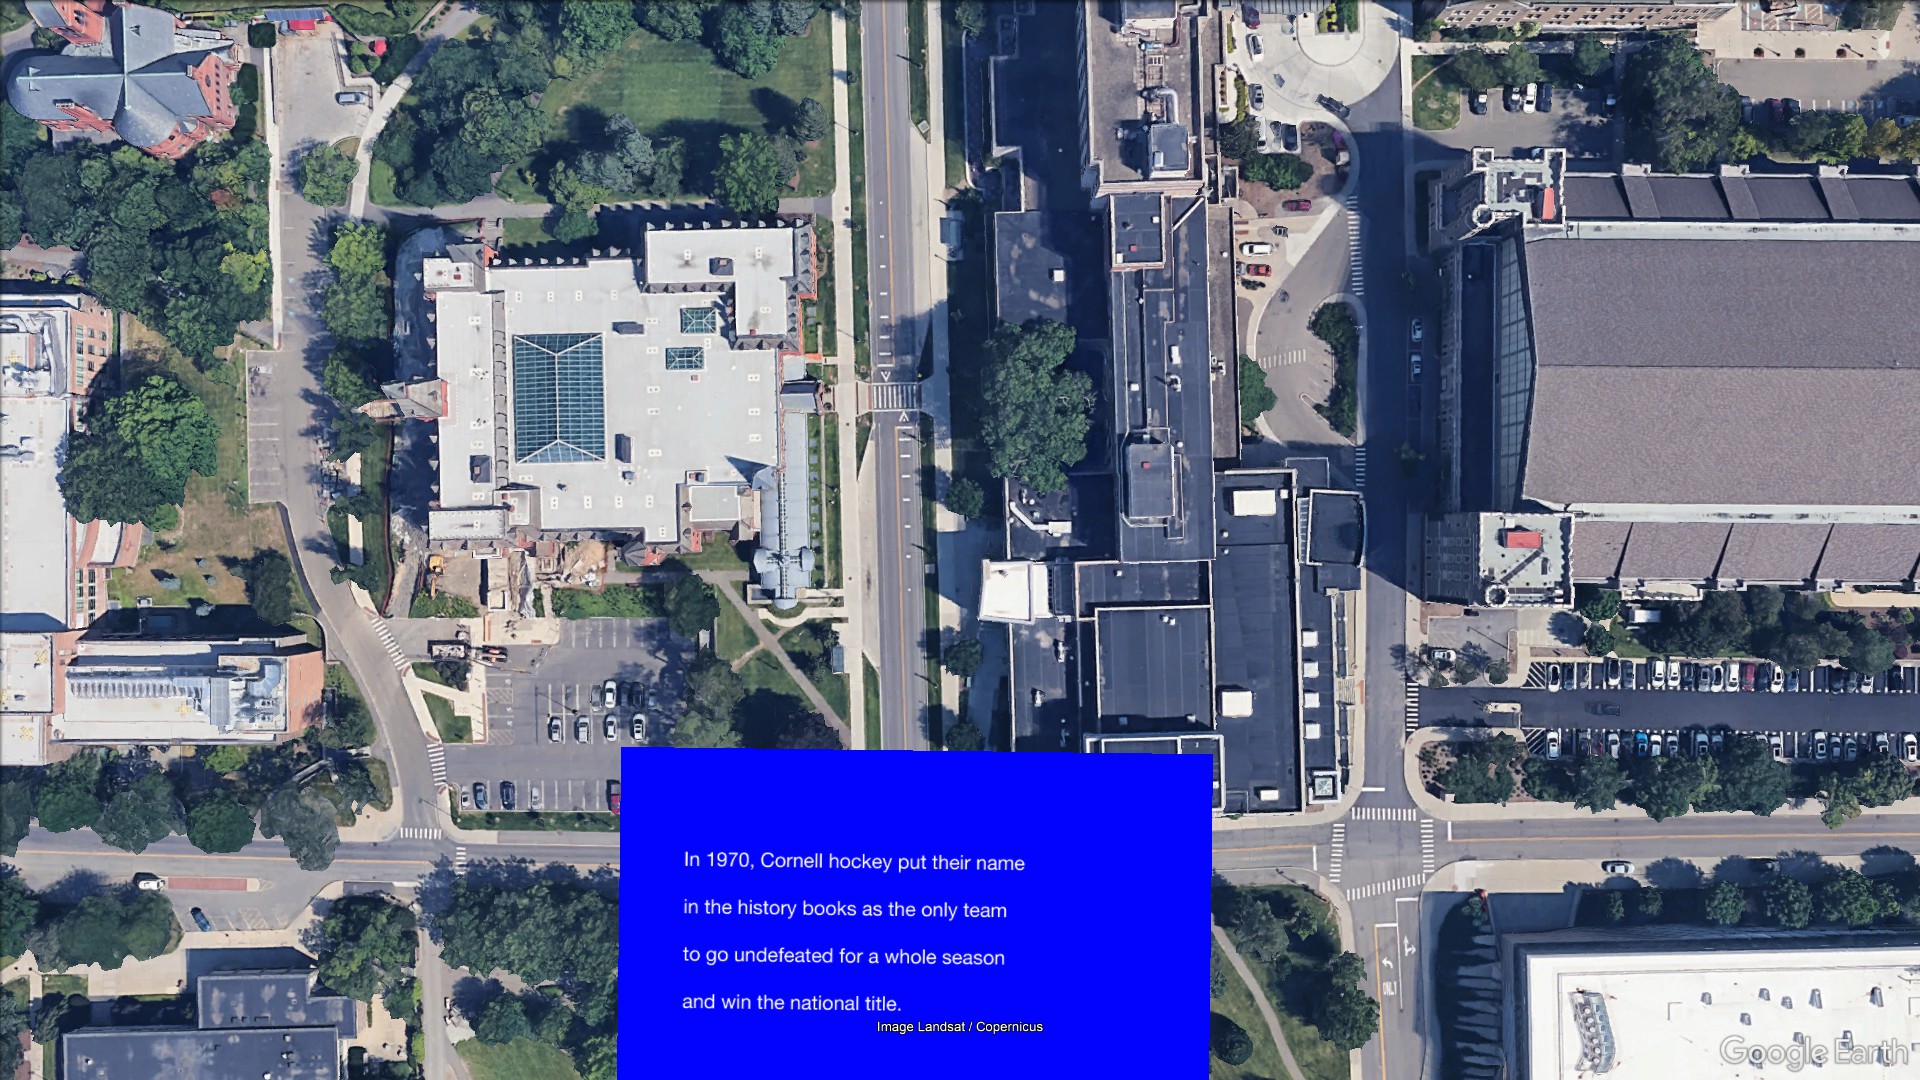 In 1970, Cornell hockey put their name
in the history books as the only team
to go undefeated for a whole season
and win the national title.
Image Landsat / Copernicus
ONLY
Google Earth